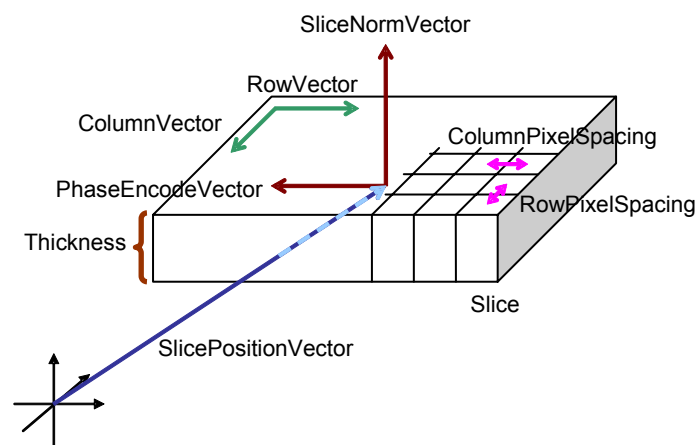 SliceNormVector
RowVector
ColumnVector
ColumnPixelSpacing
PhaseEncodeVector
RowPixelSpacing
Thickness
Slice
SlicePositionVector